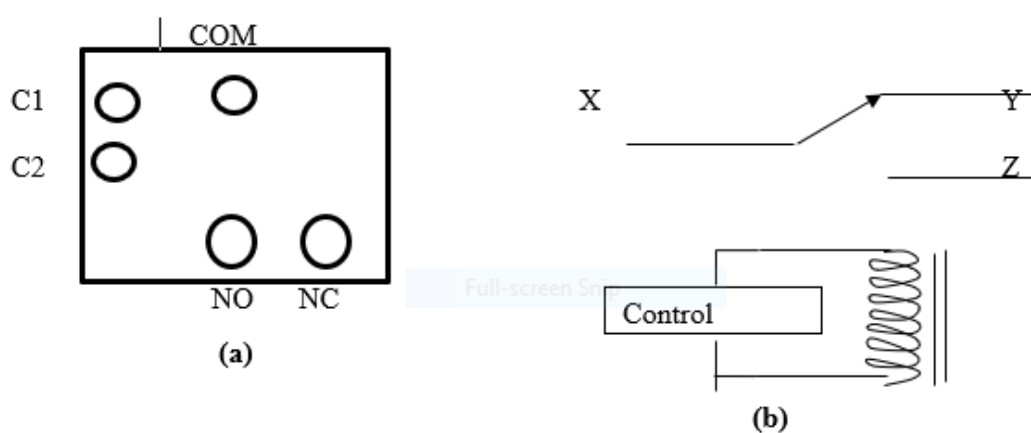 COM
C1
C2
NO NC
(a)
X Y
Z
Full-screen Snip
Control
(b)